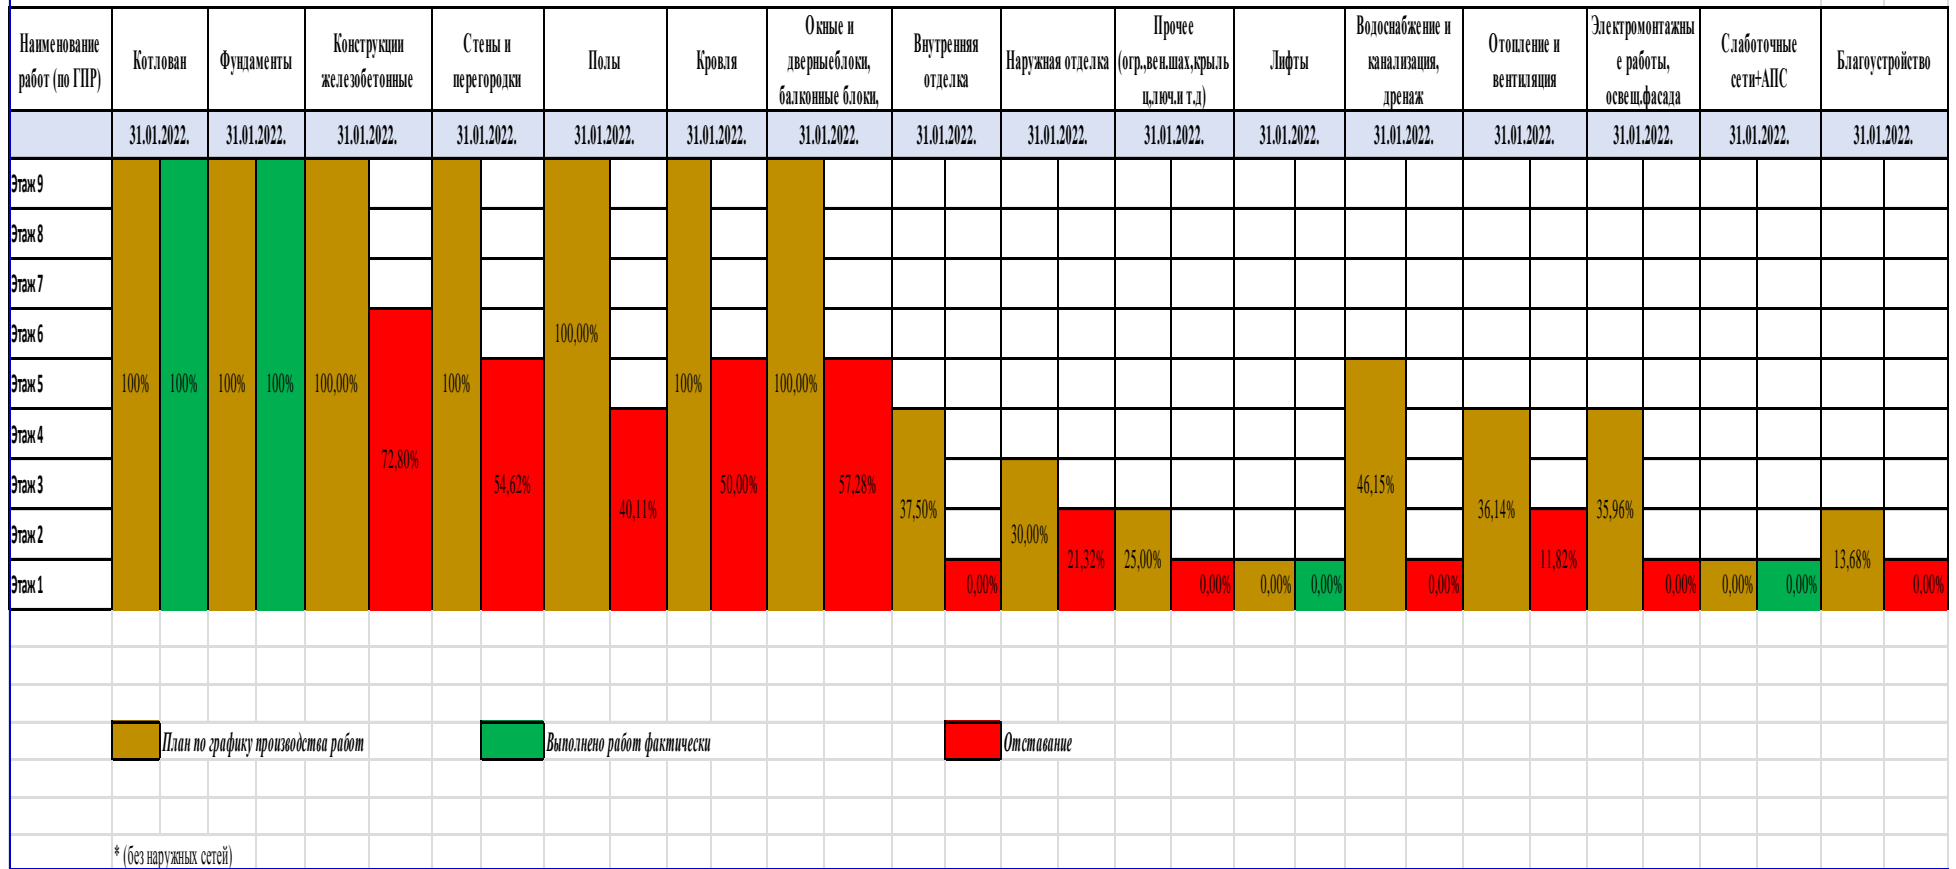 Наименование
работ (по ГПР)
Котлован
Фундаменты
Конструкции
железобетонные
Стены и
перегородки
Полы
Кровля
Окные и
дверныеблоки,
балконные блоки,
Внутренняя
отделка
Наружная отделка
Прочее
(огр.,вен.шах,крыль
ц,люч.и т.д)
Лифты
Водоснабжение и
канализация,
дренаж
Отопление и
вентиляция
Электромонтажны
е работы,
освещ.фасада
Слаботочные
сети+АПС
Благоустройство
31.01.2022. 31.01.2022. 31.01.2022. 31.01.2022. 31.01.2022. 31.01.2022. 31.01.2022. 31.01.2022. 31.01.2022. 31.01.2022. 31.01.2022. 31.01.2022. 31.01.2022. 31.01.2022. 31.01.2022. 31.01.2022.
Этаж 9
Этаж 8
Этаж 7
Этаж 6 100,00%
Этаж 5 100% 100% 100% 100% 100,00% 100% 100% 100,00%
Этаж 4
72,80%
Этаж 3 54,62% 50,00% 57,28% 46,15%
40,11% 37,50% 36,14% 35,96%
Этаж 2 30,00%
21,32% 25,00% 11,82% 13,68%
Этаж 1 0,00% 0,00% 0,00% 0,00% 0,00% 0,00% 0,00% 0,00% 0,00%
План по графику производства работ
Выполнено работ фактически
Отставание
* (без наружных сетей)